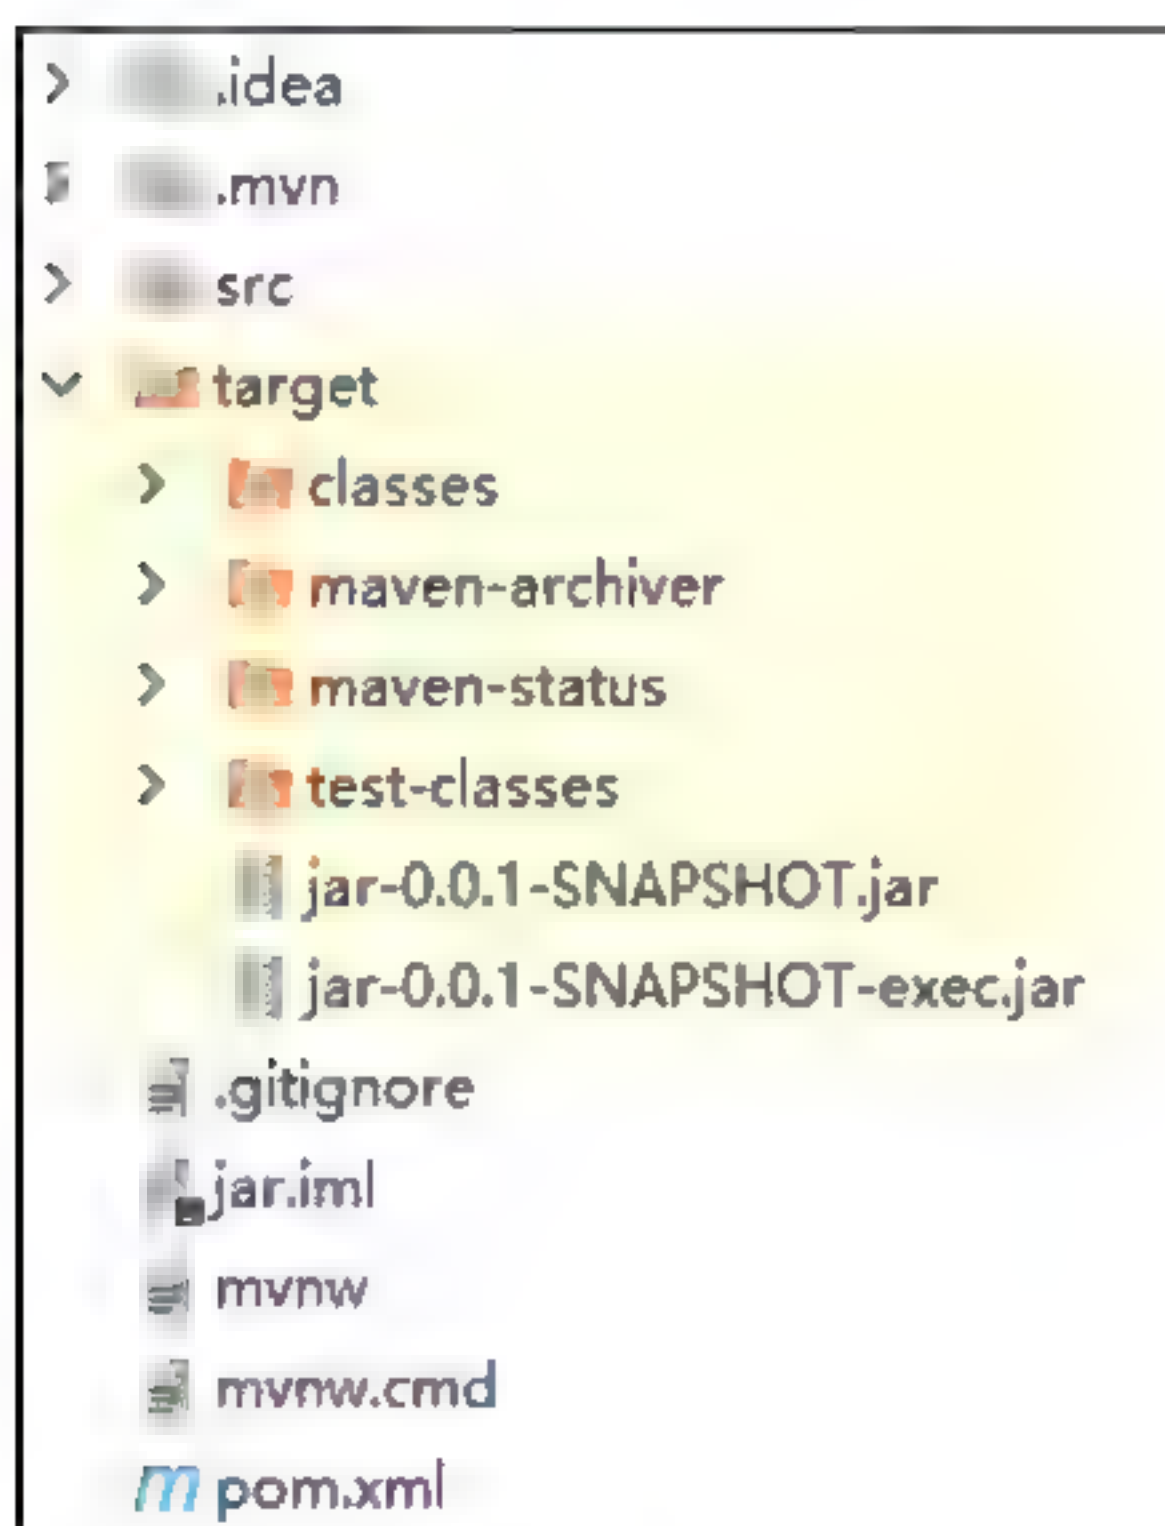 .idea
.mvn
src
target
classes
maven-archiver
maven-status
test-classes
jar-0.0.1-SNAPSHOT.jar
jar-0.0.1-SNAPSHOT-exec.jar
.gitignore
jar.iml
mvnw
mvnw.cmd
pom.xml